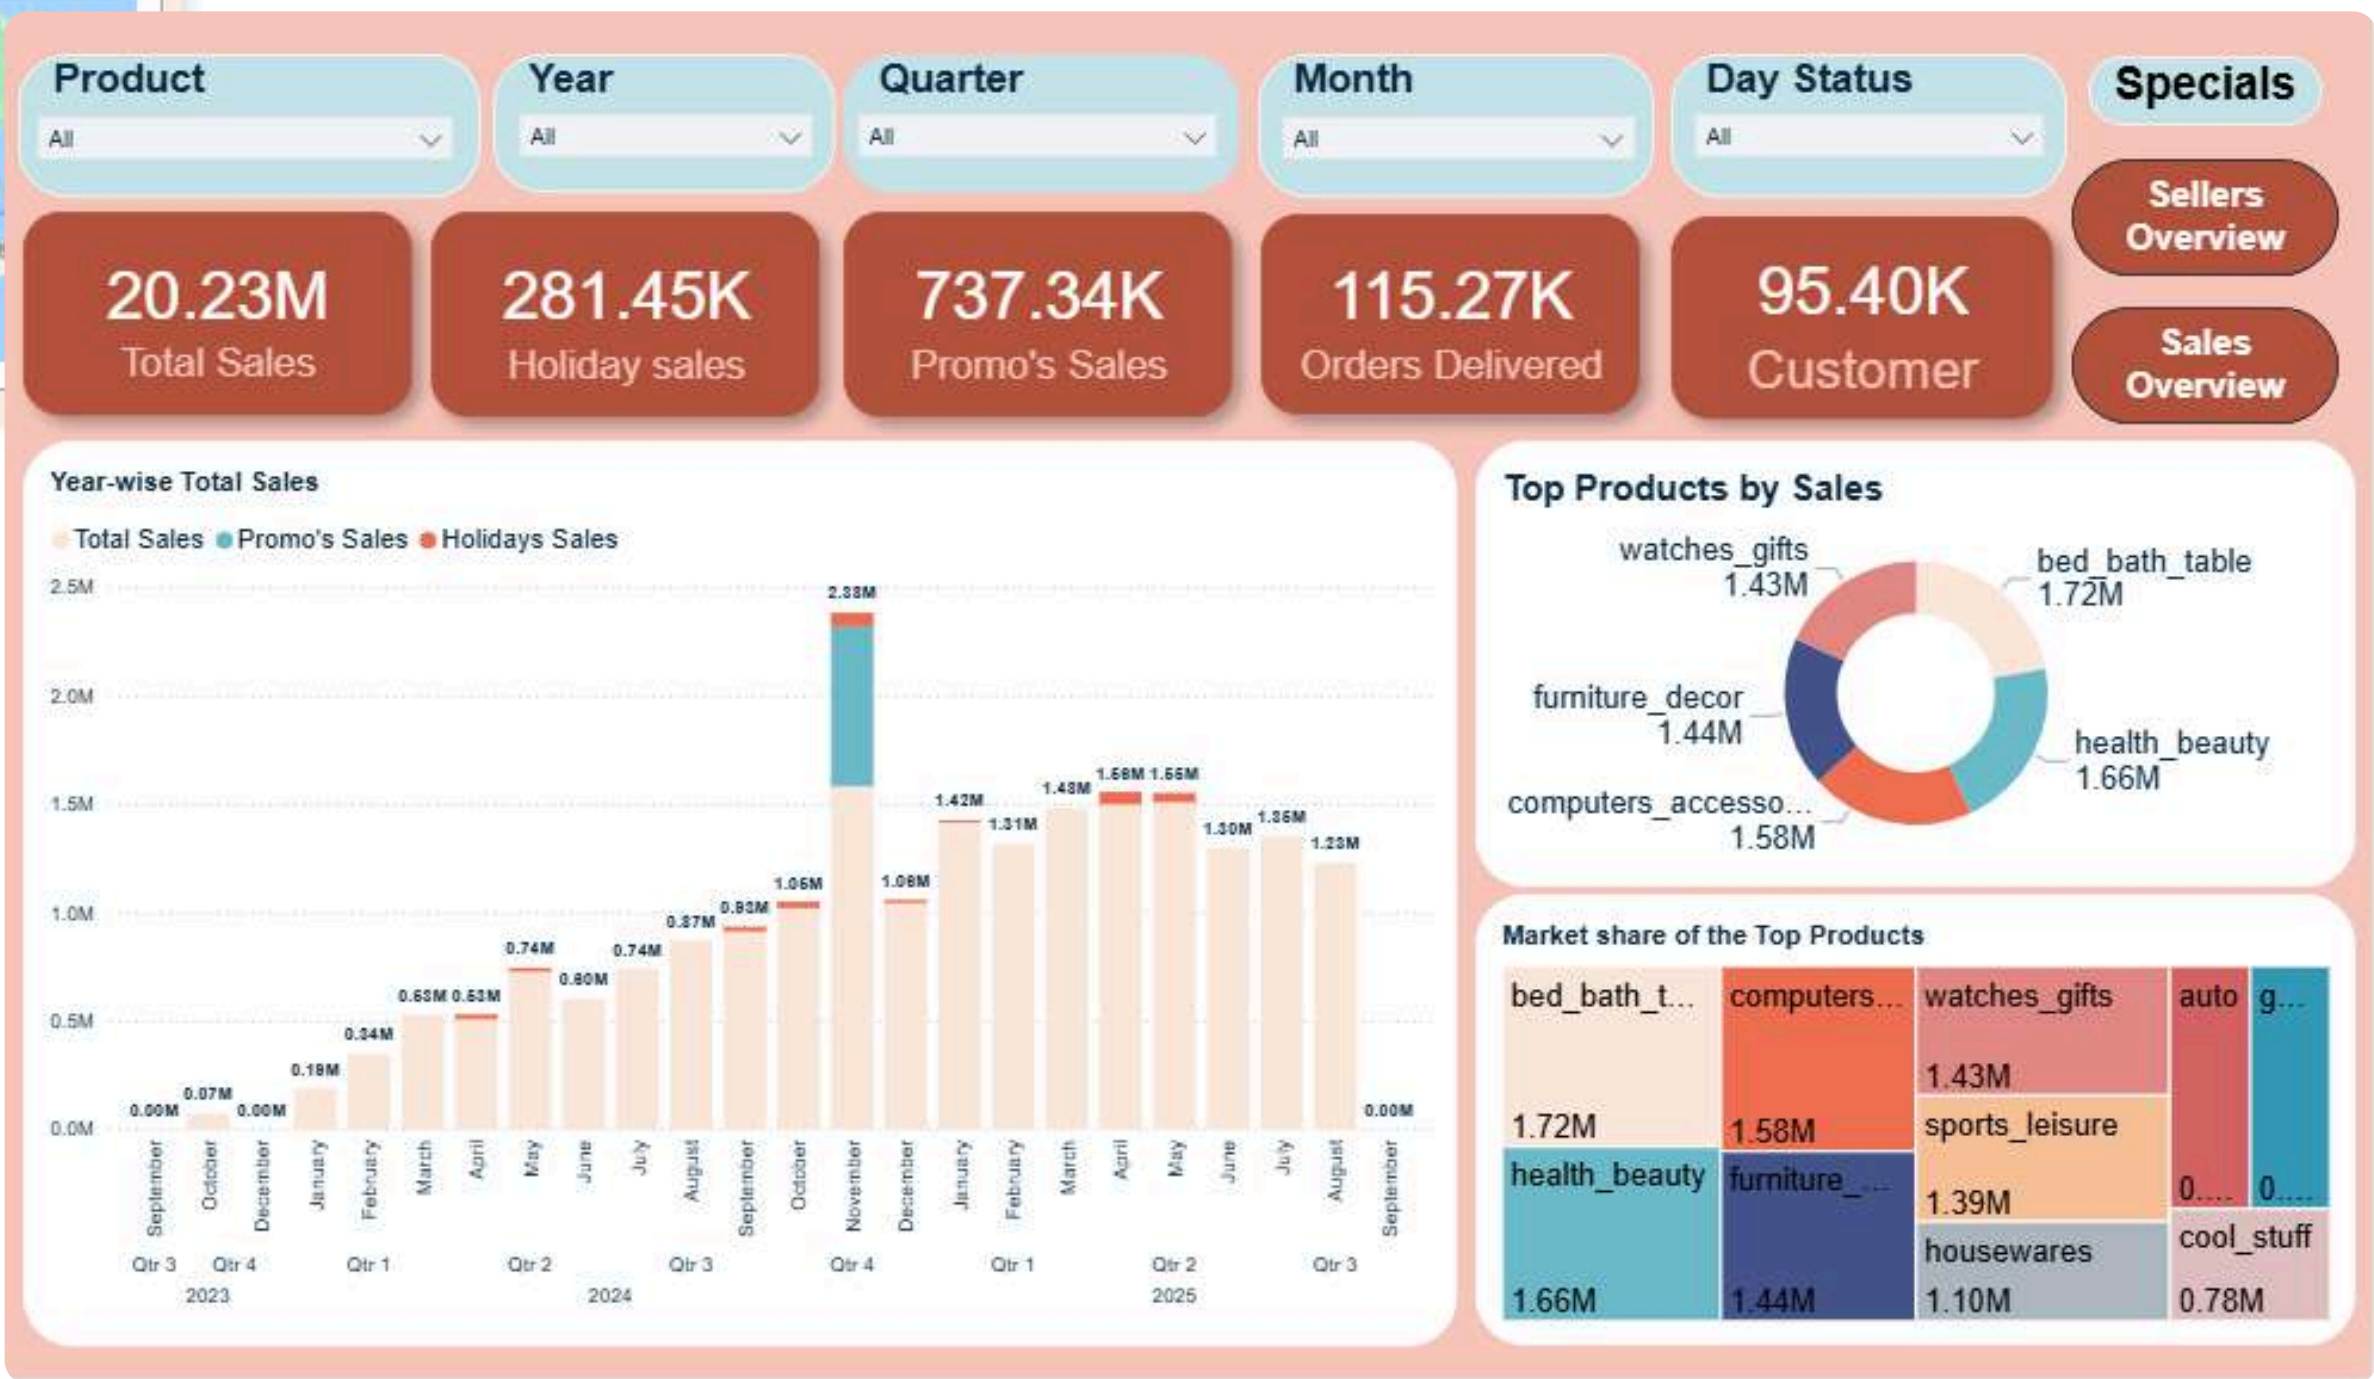 Product
All
Year
All
Quarter
All
Month
All
Day Status
All
Specials
Sellers
Overview
Sales
Overview
20.23M
Total Sales
281.45K
Holiday sales
737.34K
Promo's Sales
115.27K
Orders Delivered
95.40K
Customer
Year-wise Total Sales
Total Sales Promo's Sales Holidays Sales
2.5M
2.0M
1.5M
1.0M
0.5M
0.0M
0.00M
0.07M
0.00M
0.19M
0.34M
0.53M
0.74M
0.60M
0.74M
0.87M
0.93M
1.05M
2.38M
1.06M
1.42M
1.31M
1.48M
1.55M
1.30M
1.35M
1.23M
0.00M
September
October
December
January
February
March
April
May
June
July
August
September
October
November
December
January
February
March
April
May
June
July
August
September
Qtr 3 Qtr 4 Qtr 1 Qtr 2 Qtr 3 Qtr 4 Qtr 1 Qtr 2 Qtr 3
2023 2024 2025
Top Products by Sales
watches_gifts
1.43M
bed_bath_table
1.72M
furniture_decor
1.44M
health_beauty
1.66M
computers_accesso...
1.58M
Market share of the Top Products
bed_bath_t...
1.72M
computers...
1.58M
watches_gifts
1.43M
auto
0....
g...
0....
sports_leisure
1.39M
health_beauty
1.66M
furniture_...
1.44M
housewares
1.10M
cool_stuff
0.78M